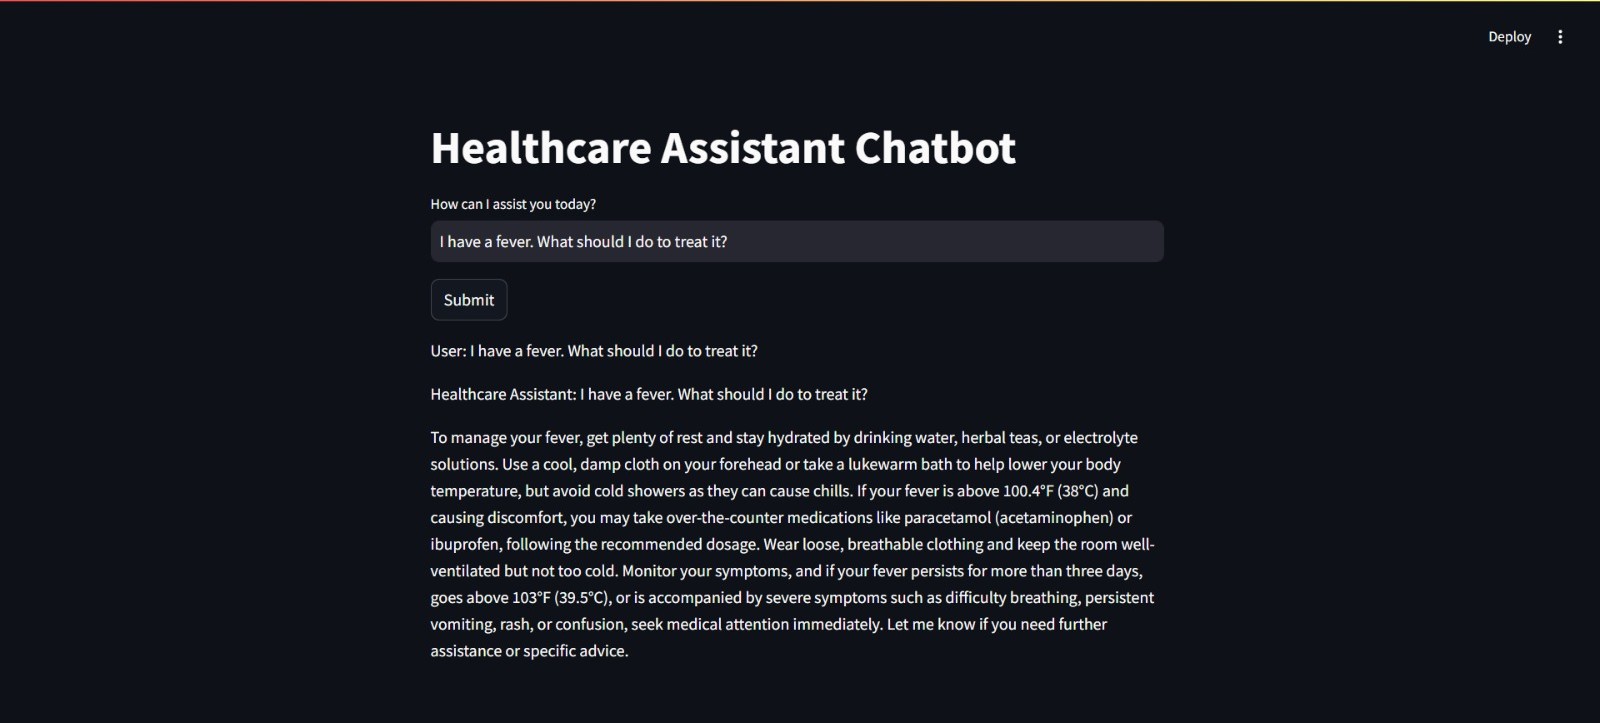 Deploy
Healthcare Assistant Chatbot
How can I assist you today?
I have a fever. What should I do to treat it?
Submit
User: I have a fever. What should I do to treat it?
Healthcare Assistant: I have a fever. What should I do to treat it?
To manage your fever, get plenty of rest and stay hydrated by drinking water, herbal teas, or electrolyte
solutions. Use a cool, damp cloth on your forehead or take a lukewarm bath to help lower your body
temperature, but avoid cold showers as they can cause chills. If your fever is above 100.4°F (38°C) and
causing discomfort, you may take over-the-counter medications like paracetamol (acetaminophen) or
ibuprofen, following the recommended dosage. Wear loose, breathable clothing and keep the room well-
ventilated but not too cold. Monitor your symptoms, and if your fever persists for more than three days,
goes above 103°F (39.5°C), or is accompanied by severe symptoms such as difficulty breathing, persistent
vomiting, rash, or confusion, seek medical attention immediately. Let me know if you need further
assistance or specific advice.